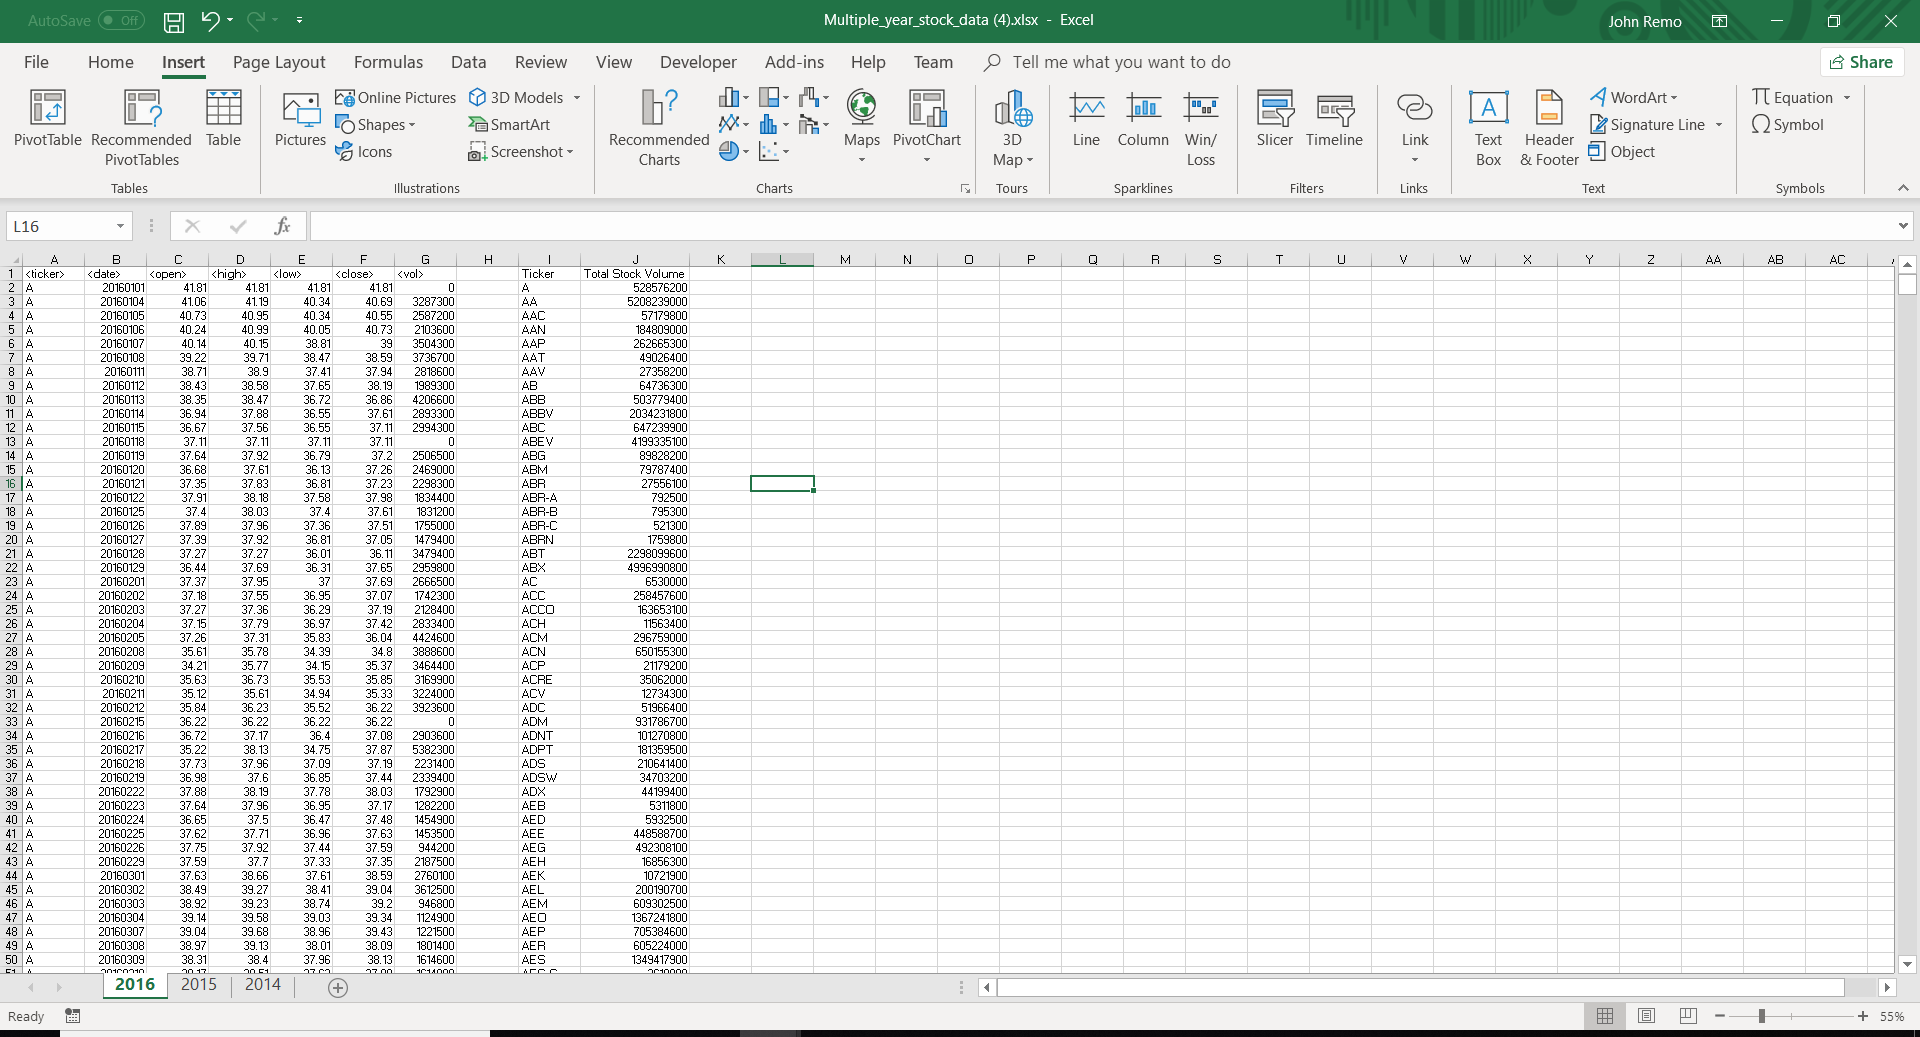 AutoSave Off Multiple_year_stock_data (4).xlsx - Excel John Remo
File Home Insert Page Layout Formulas Data Review View Developer Add-ins Help Team Tell me what you want to do Share
PivotTable Recommended PivotTables Table
Tables
Pictures Online Pictures Shapes Icons 3D Models SmartArt Screenshot
Illustrations
Recommended Charts Maps PivotChart
Charts
3D Map
Tours
Line Column Win/Loss
Sparklines
Slicer Timeline
Filters
Link
Links
Text Box Header & Footer WordArt Signature Line Object
Text
Equation Symbol
Symbols
L16 fx
A B C D E F G H I J K L M N O P Q R S T U V W X Y Z AA AB AC
1 <ticker> <date> <open> <high> <low> <close> <vol> Ticker Total Stock Volume
2 A 20160101 41.81 41.81 41.81 41.81 0 A 528576200
3 A 20160104 41.06 41.19 40.34 40.69 3287300 AA 5208239000
4 A 20160105 40.73 40.95 40.34 40.55 2587200 AAC 57179800
5 A 20160106 40.24 40.99 40.05 40.73 2103600 AAN 184809000
6 A 20160107 40.14 40.15 38.81 39 3504300 AAP 262665300
7 A 20160108 39.22 39.71 38.47 38.59 3736700 AAT 49026400
8 A 20160111 38.71 38.9 37.41 37.94 2818600 AAV 27358200
9 A 20160112 38.43 38.58 37.65 38.19 1989300 AB 64736300
10 A 20160113 38.35 38.47 36.72 36.86 4206600 ABB 503779400
11 A 20160114 36.94 37.88 36.55 37.61 2893300 ABBV 2034231800
12 A 20160115 36.67 37.56 36.55 37.11 2994300 ABC 647239900
13 A 20160118 37.11 37.11 37.11 37.11 0 ABEV 4199335100
14 A 20160119 37.64 37.92 36.79 37.2 2506500 ABG 89828200
15 A 20160120 36.68 37.61 36.13 37.26 2469000 ABM 79787400
16 A 20160121 37.35 37.83 36.81 37.23 2298300 ABR 27556100
17 A 20160122 37.91 38.18 37.58 37.98 1834400 ABR-A 792500
18 A 20160125 37.4 38.03 37.4 37.61 1831200 ABR-B 795300
19 A 20160126 37.89 37.96 37.36 37.51 1755000 ABR-C 521300
20 A 20160127 37.39 37.92 36.81 37.05 1479400 ABRN 1759800
21 A 20160128 37.27 37.27 36.01 36.11 3479400 ABT 2298099600
22 A 20160129 36.44 37.69 36.31 37.65 2959800 ABX 4996990800
23 A 20160201 37.37 37.95 37 37.69 2666500 AC 6530000
24 A 20160202 37.18 37.55 36.95 37.07 1742300 ACC 258457600
25 A 20160203 37.27 37.36 36.29 37.19 2128400 ACCO 163653100
26 A 20160204 37.15 37.79 36.97 37.42 2833400 ACH 11563400
27 A 20160205 37.26 37.31 35.83 36.04 4424600 ACM 296759000
28 A 20160208 35.61 35.78 34.39 34.8 3888600 ACN 650155300
29 A 20160209 34.21 35.77 34.15 35.37 3464400 ACP 21179200
30 A 20160210 35.63 36.73 35.53 35.85 3169900 ACRE 35062000
31 A 20160211 35.12 35.61 34.94 35.33 3224000 ACV 12734300
32 A 20160212 35.84 36.23 35.52 36.22 3923600 ADC 51966400
33 A 20160215 36.22 36.22 36.22 36.22 0 ADM 931786700
34 A 20160216 36.72 37.17 36.4 37.08 2903600 ADNT 101270800
35 A 20160217 35.22 38.13 34.75 37.87 5382300 ADPT 181359500
36 A 20160218 37.73 37.96 37.09 37.19 2231400 ADS 210641400
37 A 20160219 36.98 37.6 36.85 37.44 2339400 ADSW 34703200
38 A 20160222 37.88 38.19 37.78 38.03 1792900 ADX 44199400
39 A 20160223 37.64 37.96 36.95 37.17 1282200 AEB 5311800
40 A 20160224 36.65 37.5 36.47 37.48 1454900 AED 5932500
41 A 20160225 37.62 37.71 36.96 37.63 1453500 AEE 448588700
42 A 20160226 37.75 37.92 37.44 37.59 944200 AEG 492308100
43 A 20160229 37.59 37.7 37.33 37.35 2187500 AEH 16856300
44 A 20160301 37.63 38.66 37.61 38.59 2760100 AEK 10721900
45 A 20160302 38.49 39.27 38.41 39.04 3612500 AEL 200190700
46 A 20160303 38.92 39.23 38.74 39.2 946800 AEM 609302500
47 A 20160304 39.14 39.58 39.03 39.34 1124900 AEO 1367241800
48 A 20160307 39.04 39.68 38.96 39.43 1221500 AEP 705384600
49 A 20160308 38.97 39.13 38.01 38.09 1801400 AER 605224000
50 A 20160309 38.31 38.4 37.96 38.13 1614600 AES 1349417900
2016 2015 2014
Ready 55%